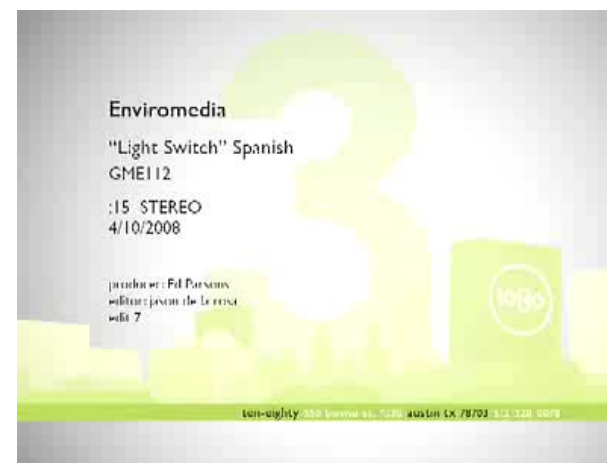 3
Enviromedia
"Light Switch" Spanish
GME112
:15 STEREO
4/10/2008
producer: Ed Parsons
editor: jason de la rosa
edit 7
1080
ten-eighty austin tx 78703